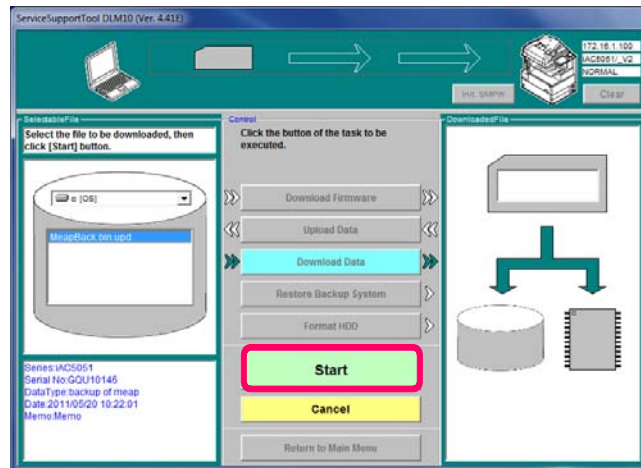 ServiceSupportTool DLM10 (Ver. 4.41E)
172.16.1.100
iAC5051/_V2
NORMAL
Clear
SelectableFile
Select the file to be downloaded, then
click [Start] button.
c [OS]
MeapBack.bin.upd
Series:iAC5051
Serial No:GQU10146
DataType:backup of meap
Date:2011/05/20 10:22:01
Memo:Memo
Control
Click the button of the task to be
executed.
Download Firmware
Upload Data
Download Data
Restore Backup System
Format HDD
Start
Cancel
Return to Main Menu
DownloadedFile